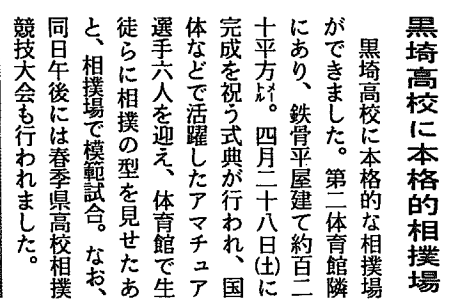 黒埼高校に本格的相撲場
黒埼高校に本格的な相撲場
ができました。第二体育館隣
にあり、鉄骨平屋建て約百二
十平方㍍。四月二十八日㈯に
完成を祝う式典が行われ、国
体などで活躍したアマチュア
選手六人を迎え、体育館で生
徒らに相撲の型を見せたあ
と、相撲場で模範試合。なお、
同日午後には春季県高校相撲
競技大会も行われました。